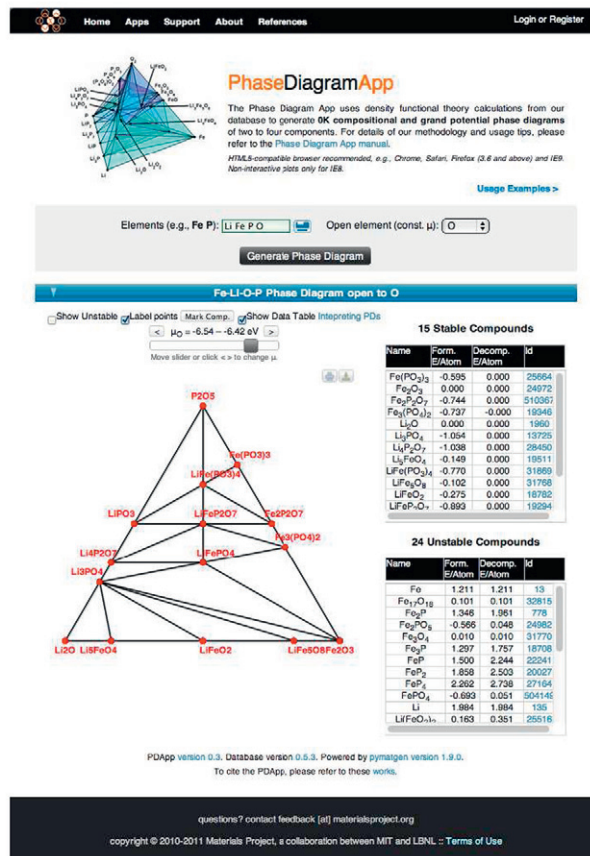 Home Apps Support About References Login or Register
PhaseDiagramApp
The Phase Diagram App uses density functional theory calculations from our
database to generate 0K compositional and grand potential phase diagrams
of two to four components. For details of our methodology and usage tips, please
refer to the Phase Diagram App manual.
HTML5-compatible browser recommended, e.g., Chrome, Safari, Firefox (3.6 and above) and IE9.
Non-interactive plots only for IE8.
Usage Examples >
Elements (e.g., Fe P): Li Fe P O Open element (const. μ): O
Generate Phase Diagram
Fe-Li-O-P Phase Diagram open to O
Show Unstable Label points Mark Comp. Show Data Table Intepreting PDs
< μO = -6.54 – -6.42 eV >
Move slider or click < > to change μ.
P2O5
Fe(PO3)3
LiFe(PO3)4
LiPO3 LiFeP2O7 Fe2P2O7
Fe3(PO4)2
Li4P2O7 LiFePO4
Li3PO4
Li2O Li5FeO4 LiFeO2 LiFe5O8 Fe2O3
15 Stable Compounds
Name Form. E/Atom Decomp. E/Atom Id
Fe(PO3)3 -0.595 0.000 25664
Fe2O3 0.000 0.000 24972
Fe2P2O7 -0.744 0.000 510367
Fe3(PO4)2 -0.737 -0.000 19346
Li2O 0.000 0.000 1960
Li3PO4 -1.054 0.000 13725
Li4P2O7 -1.038 0.000 28450
Li5FeO4 -0.149 0.000 19511
LiFe(PO3)4 -0.770 0.000 31869
LiFe5O8 -0.102 0.000 31768
LiFeO2 -0.275 0.000 18782
LiFeP2O7 -0.893 0.000 19294
24 Unstable Compounds
Name Form. E/Atom Decomp. E/Atom Id
Fe 1.211 1.211 13
Fe17O18 0.101 0.101 32815
Fe2P 1.346 1.961 778
Fe2PO5 -0.566 0.048 24982
Fe3O4 0.010 0.010 31770
Fe3P 1.297 1.757 18708
FeP 1.500 2.244 22241
FeP2 1.858 2.503 20027
FeP4 2.262 2.738 27164
FePO4 -0.693 0.051 504149
Li 1.984 1.984 135
0.163 0.351 25516
PDApp version 0.3. Database version 0.5.3. Powered by pymatgen version 1.9.0.
To cite the PDApp, please refer to these works.
questions? contact feedback [at] materialsproject.org
copyright © 2010-2011 Materials Project, a collaboration between MIT and LBNL :: Terms of Use